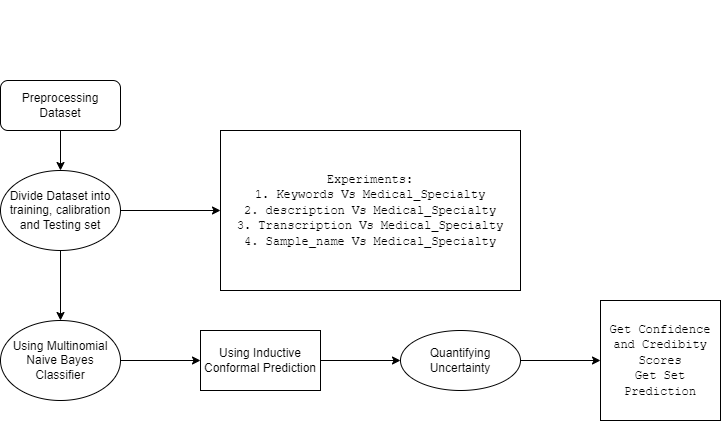 Preprocessing
Dataset
Divide Dataset into
training, calibration
and Testing set
Experiments:
1. Keywords Vs Medical_Specialty
2. description Vs Medical_Specialty
3. Transcription Vs Medical_Specialty
4. Sample_name Vs Medical_Specialty
Using Multinomial
Naive Bayes
Classifier
Using Inductive
Conformal Prediction
Quantifying
Uncertainty
Get Confidence
and Credibity
Scores
Get Set
Prediction